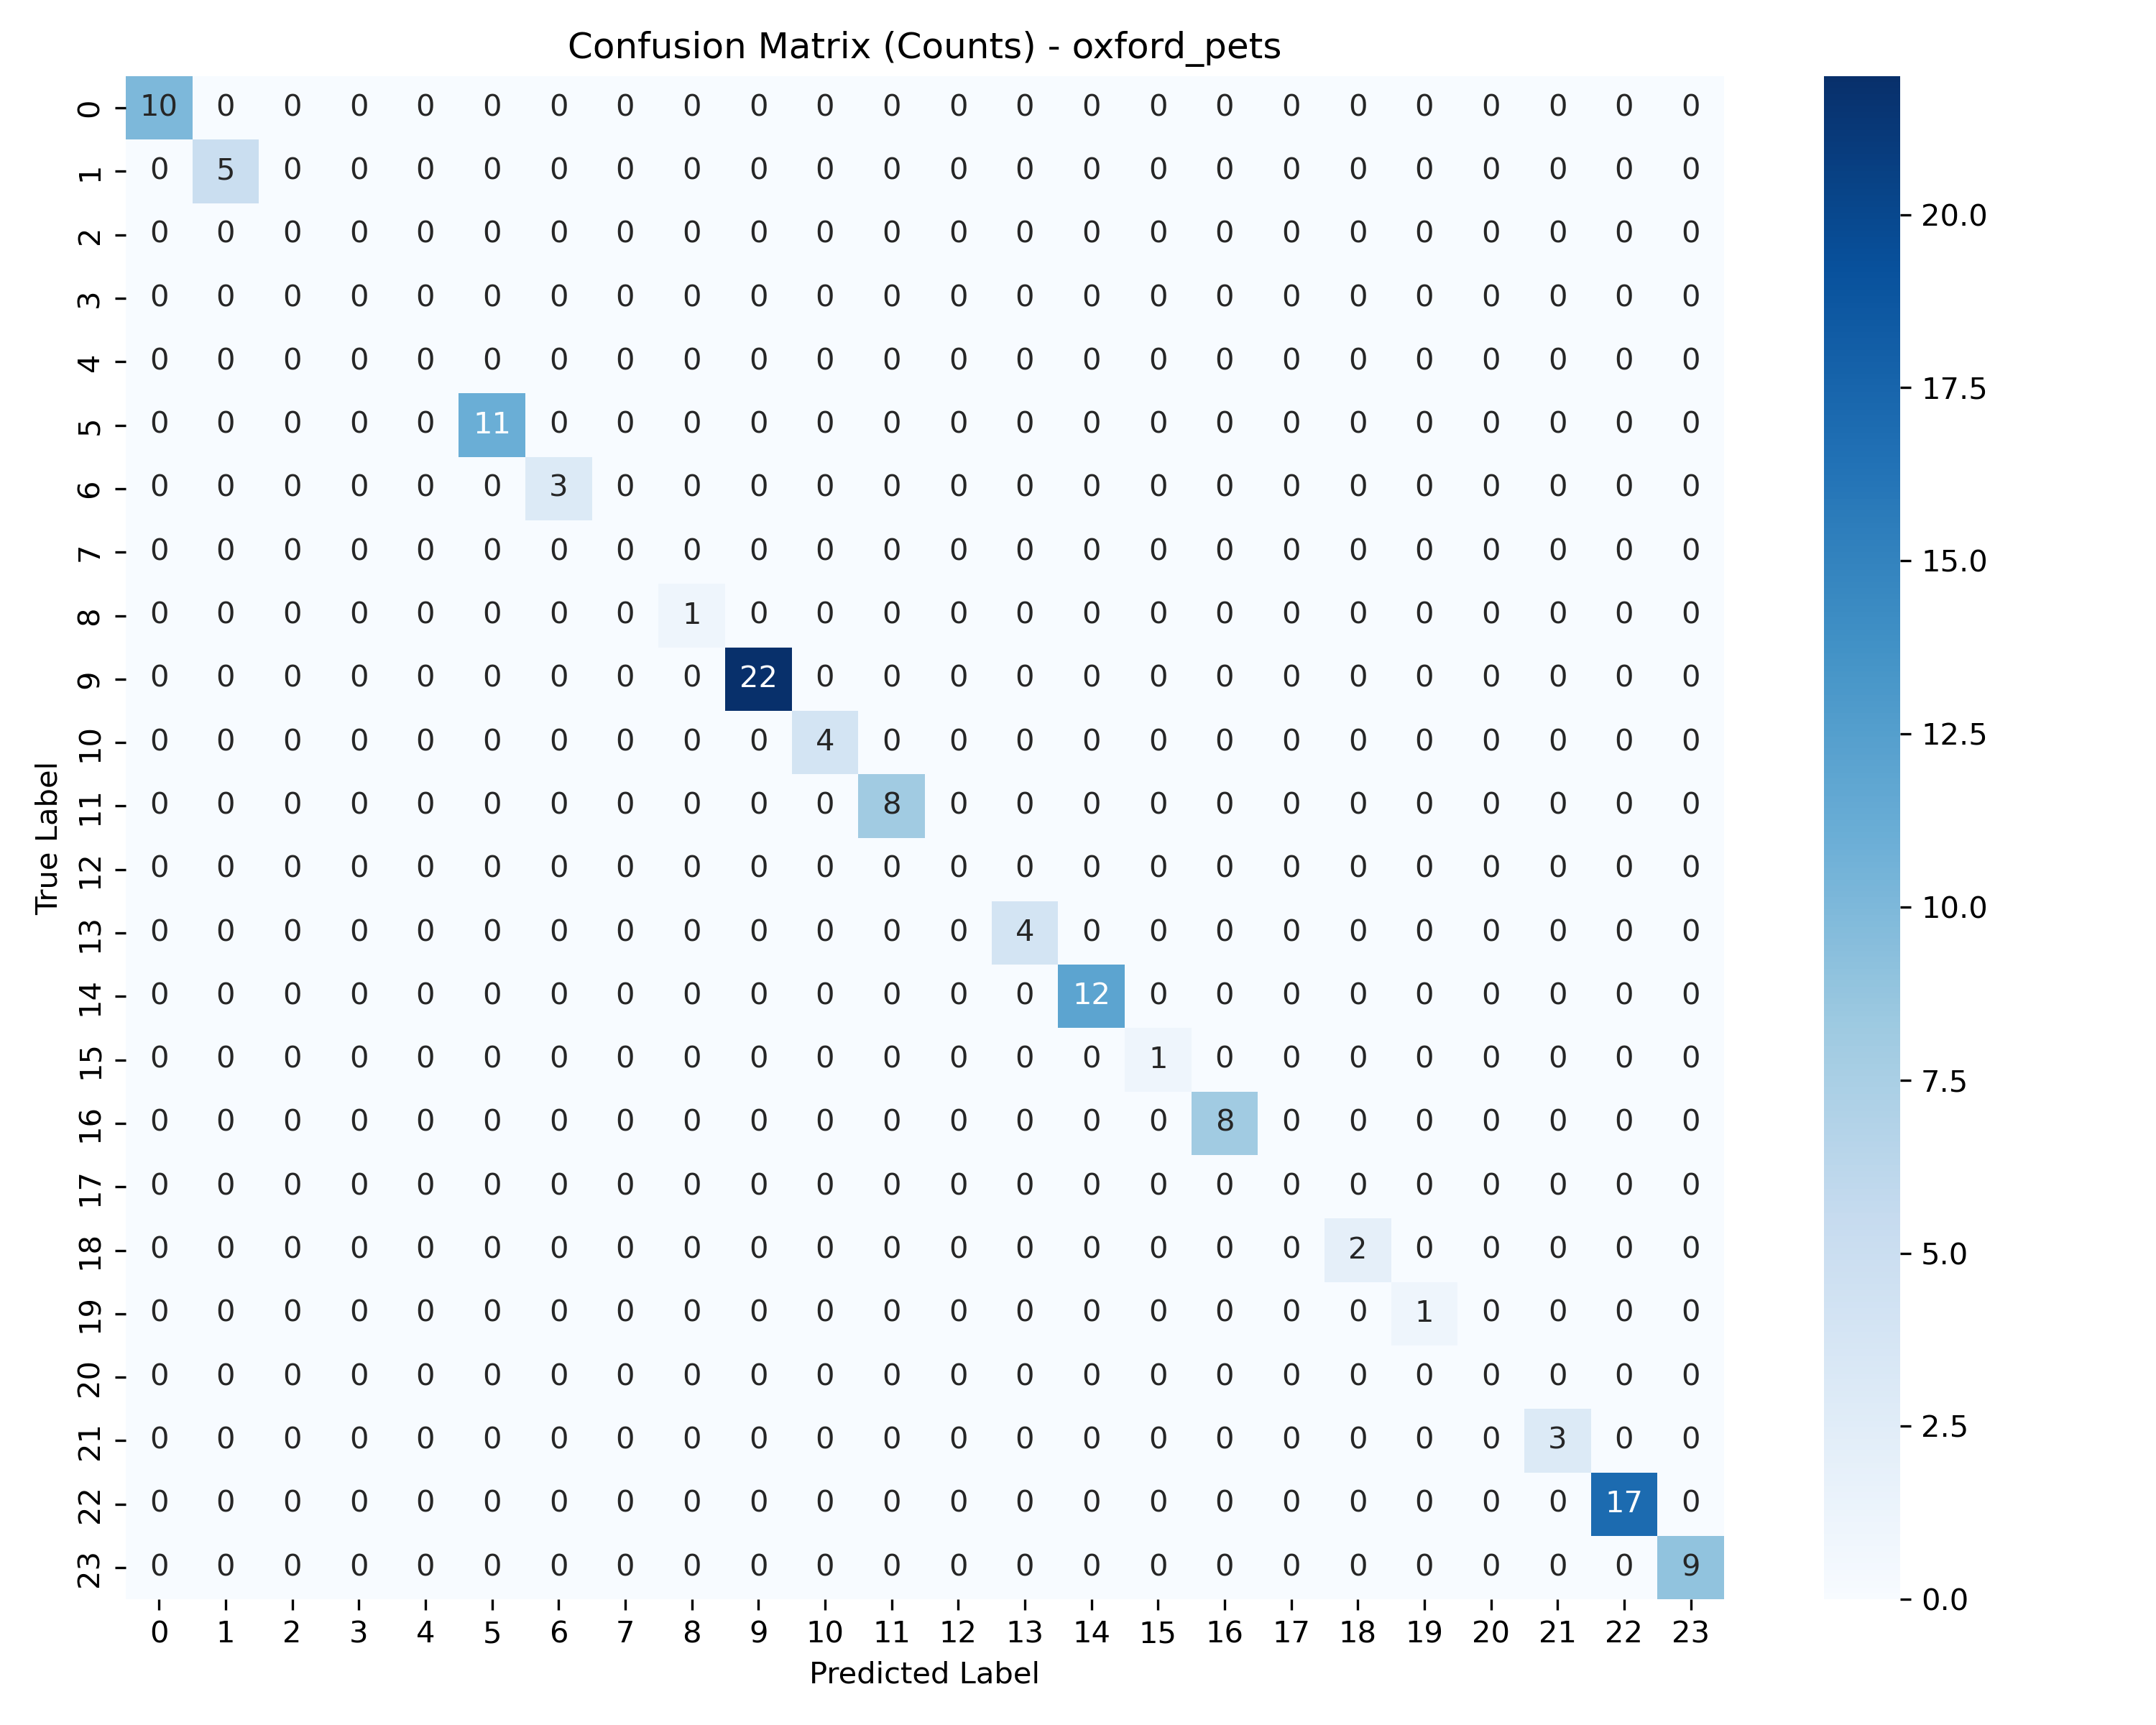 Confusion Matrix (Counts) - oxford_pets
0 10 0 0 0 0 0 0 0 0 0 0 0 0 0 0 0 0 0 0 0 0 0 0 0
1 0 5 0 0 0 0 0 0 0 0 0 0 0 0 0 0 0 0 0 0 0 0 0 0
2 0 0 0 0 0 0 0 0 0 0 0 0 0 0 0 0 0 0 0 0 0 0 0 0
3 0 0 0 0 0 0 0 0 0 0 0 0 0 0 0 0 0 0 0 0 0 0 0 0
4 0 0 0 0 0 0 0 0 0 0 0 0 0 0 0 0 0 0 0 0 0 0 0 0
5 0 0 0 0 0 11 0 0 0 0 0 0 0 0 0 0 0 0 0 0 0 0 0 0
6 0 0 0 0 0 0 3 0 0 0 0 0 0 0 0 0 0 0 0 0 0 0 0 0
7 0 0 0 0 0 0 0 0 0 0 0 0 0 0 0 0 0 0 0 0 0 0 0 0
8 0 0 0 0 0 0 0 0 1 0 0 0 0 0 0 0 0 0 0 0 0 0 0 0
9 0 0 0 0 0 0 0 0 0 22 0 0 0 0 0 0 0 0 0 0 0 0 0 0
10 0 0 0 0 0 0 0 0 0 0 4 0 0 0 0 0 0 0 0 0 0 0 0 0
11 0 0 0 0 0 0 0 0 0 0 0 8 0 0 0 0 0 0 0 0 0 0 0 0
12 0 0 0 0 0 0 0 0 0 0 0 0 0 0 0 0 0 0 0 0 0 0 0 0
13 0 0 0 0 0 0 0 0 0 0 0 0 0 4 0 0 0 0 0 0 0 0 0 0
14 0 0 0 0 0 0 0 0 0 0 0 0 0 0 12 0 0 0 0 0 0 0 0 0
15 0 0 0 0 0 0 0 0 0 0 0 0 0 0 0 1 0 0 0 0 0 0 0 0
16 0 0 0 0 0 0 0 0 0 0 0 0 0 0 0 0 8 0 0 0 0 0 0 0
17 0 0 0 0 0 0 0 0 0 0 0 0 0 0 0 0 0 0 0 0 0 0 0 0
18 0 0 0 0 0 0 0 0 0 0 0 0 0 0 0 0 0 0 2 0 0 0 0 0
19 0 0 0 0 0 0 0 0 0 0 0 0 0 0 0 0 0 0 0 1 0 0 0 0
20 0 0 0 0 0 0 0 0 0 0 0 0 0 0 0 0 0 0 0 0 0 0 0 0
21 0 0 0 0 0 0 0 0 0 0 0 0 0 0 0 0 0 0 0 0 0 3 0 0
22 0 0 0 0 0 0 0 0 0 0 0 0 0 0 0 0 0 0 0 0 0 0 17 0
23 0 0 0 0 0 0 0 0 0 0 0 0 0 0 0 0 0 0 0 0 0 0 0 9
0 1 2 3 4 5 6 7 8 9 10 11 12 13 14 15 16 17 18 19 20 21 22 23
Predicted Label
True Label
20.0
17.5
15.0
12.5
10.0
7.5
5.0
2.5
0.0